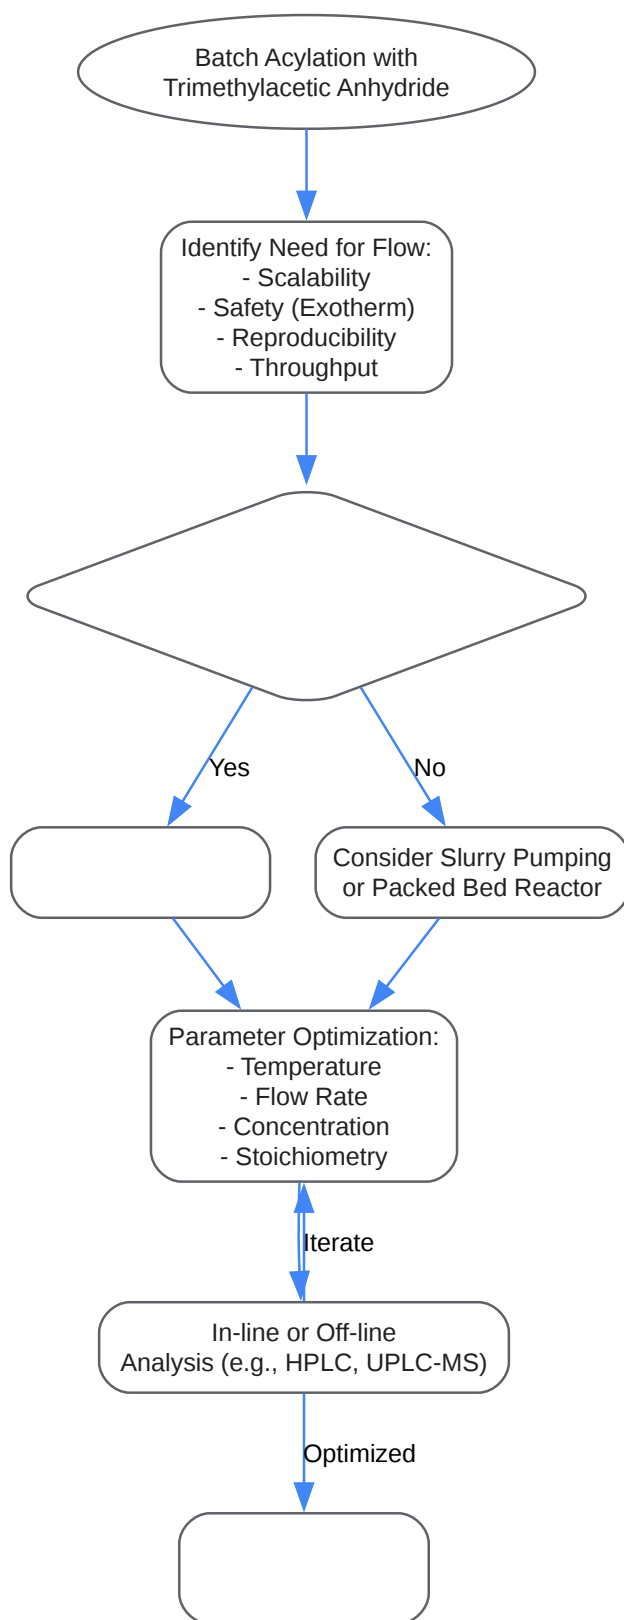 Batch Acylation with
Trimethylacetic Anhydride
Identify Need for Flow:
- Scalability
- Safety (Exotherm)
- Reproducibility
- Throughput
Yes
No
Consider Slurry Pumping
or Packed Bed Reactor
Parameter Optimization:
- Temperature
- Flow Rate
- Concentration
- Stoichiometry
Iterate
In-line or Off-line
Analysis (e.g., HPLC, UPLC-MS)
Optimized